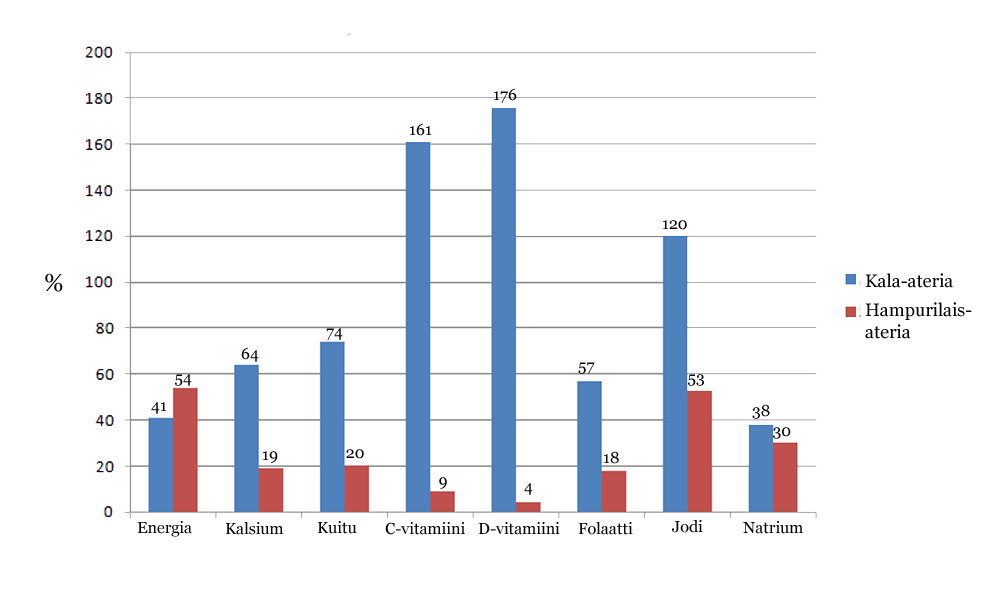 200
180
160
140
120
100
80
60
40
20
0
%
41
54
64
19
74
20
161
9
176
4
57
18
120
53
38
30
Energia
Kalsium
Kuitu
C-vitamiini
D-vitamiini
Folaatti
Jodi
Natrium
Kala-ateria
Hampurilais-
ateria